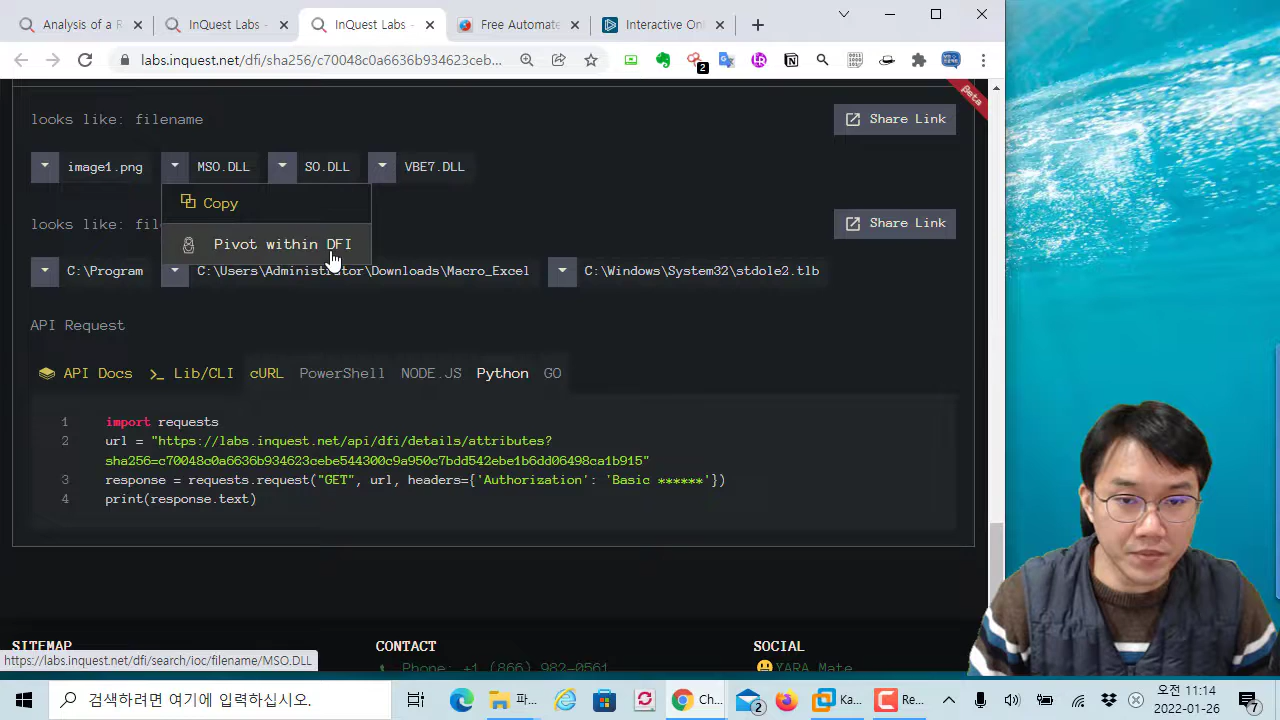 Analysis of a R
InQuest Labs -
InQuest Labs -
Free Automate
Interactive Onl
labs.inquest.net/dfi/sha256/c70048c0a6636b934623ceb...
2
Beta
looks like: filename
Share Link
image1.png
MSO.DLL
SO.DLL
VBE7.DLL
Copy
looks like: fil
Share Link
Pivot within DFI
C:\Program
C:\Users\Administrator\Downloads\Macro_Excel
C:\Windows\System32\stdole2.tlb
API Request
API Docs
Lib/CLI
cURL
PowerShell
NODE.JS
Python
GO
1 import requests
2 url = "https://labs.inquest.net/api/dfi/details/attributes?
sha256=c70048c0a6636b934623cebe544300c9a950c7bdd542ebe1b6dd06498ca1b915"
3 response = requests.request("GET", url, headers={'Authorization': 'Basic ******'})
4 print(response.text)
SITEMAP
CONTACT
SOCIAL
Phone: +1 (866) 982-0561
YARA Mate
https://labs.inquest.net/dfi/search/ioc/filename/MSO.DLL
검색하려면 여기에 입력하십시오.
파...
Ch...
2
Ka...
Re...
오전 11:14
2022-01-26
7